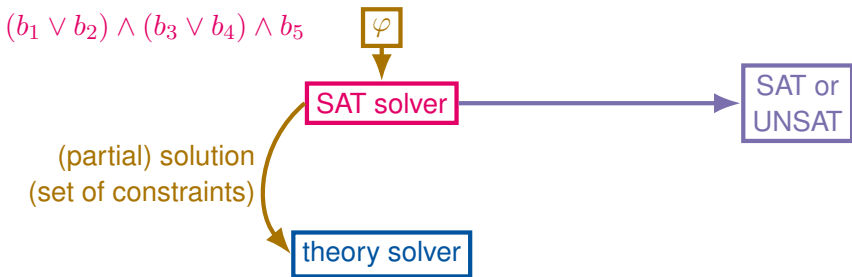 (b₁ ∨ b₂) ∧ (b₃ ∨ b₄) ∧ b₅
φ
SAT solver
SAT or
UNSAT
(partial) solution
(set of constraints)
theory solver